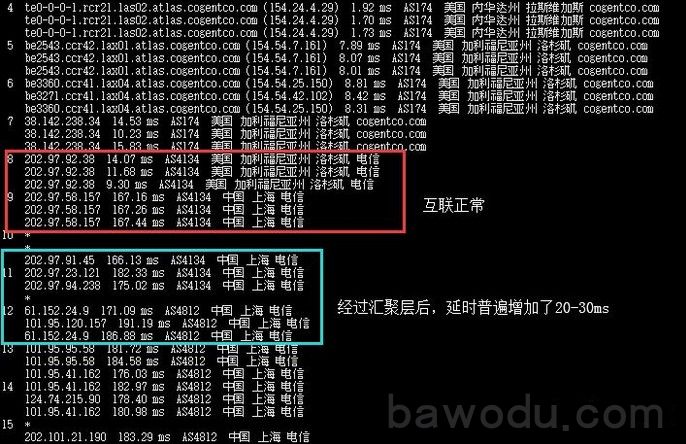 4 te0-0-0-1.rcr21.las02.atlas.cogentco.com (154.24.4.29) 1.92 ms AS174 美国 内华达州 拉斯维加斯 cogentco.com
te0-0-0-1.rcr21.las02.atlas.cogentco.com (154.24.4.29) 1.70 ms AS174 美国 内华达州 拉斯维加斯 cogentco.com
te0-0-0-1.rcr21.las02.atlas.cogentco.com (154.24.4.29) 1.73 ms AS174 美国 内华达州 拉斯维加斯 cogentco.com
5 be2543.ccr42.lax01.atlas.cogentco.com (154.54.7.161) 7.89 ms AS174 美国 加利福尼亚州 洛杉矶 cogentco.com
be2543.ccr42.lax01.atlas.cogentco.com (154.54.7.161) 8.07 ms AS174 美国 加利福尼亚州 洛杉矶 cogentco.com
be2543.ccr42.lax01.atlas.cogentco.com (154.54.7.161) 8.01 ms AS174 美国 加利福尼亚州 洛杉矶 cogentco.com
6 be3360.ccr41.lax04.atlas.cogentco.com (154.54.25.150) 8.81 ms AS174 美国 加利福尼亚州 洛杉矶 cogentco.com
be3271.ccr41.lax04.atlas.cogentco.com (154.54.42.102) 8.42 ms AS174 美国 加利福尼亚州 洛杉矶 cogentco.com
be3360.ccr41.lax04.atlas.cogentco.com (154.54.25.150) 8.31 ms AS174 美国 加利福尼亚州 洛杉矶 cogentco.com
7 38.142.238.34 14.53 ms AS174 美国 加利福尼亚州 洛杉矶 cogentco.com
38.142.238.34 10.23 ms AS174 美国 加利福尼亚州 洛杉矶 cogentco.com
38.142.238.34 15.83 ms AS174 美国 加利福尼亚州 洛杉矶 cogentco.com
8 202.97.92.38 14.07 ms AS4134 美国 加利福尼亚州 洛杉矶 电信
202.97.92.38 11.68 ms AS4134 美国 加利福尼亚州 洛杉矶 电信
202.97.92.38 9.30 ms AS4134 美国 加利福尼亚州 洛杉矶 电信
9 202.97.58.157 167.16 ms AS4134 中国 上海 电信
202.97.58.157 167.26 ms AS4134 中国 上海 电信
202.97.58.157 167.44 ms AS4134 中国 上海 电信
互联正常
10 *
*
202.97.91.45 166.13 ms AS4134 中国 上海 电信
11 202.97.23.121 182.33 ms AS4134 中国 上海 电信
202.97.94.238 175.02 ms AS4134 中国 上海 电信
*
12 61.152.24.9 171.09 ms AS4812 中国 上海 电信
101.95.120.157 191.19 ms AS4812 中国 上海 电信
61.152.24.9 186.88 ms AS4812 中国 上海 电信
经过汇聚层后，延时普遍增加了20-30ms
13 101.95.95.58 181.72 ms AS4812 中国 上海 电信
101.95.95.58 184.58 ms AS4812 中国 上海 电信
101.95.41.162 176.03 ms AS4812 中国 上海 电信
14 101.95.41.162 182.97 ms AS4812 中国 上海 电信
124.74.215.90 178.40 ms AS4812 中国 上海 电信
101.95.41.162 180.98 ms AS4812 中国 上海 电信
15 *
202.101.21.190 183.29 ms AS4812 中国 上海 电信
bawodu.com